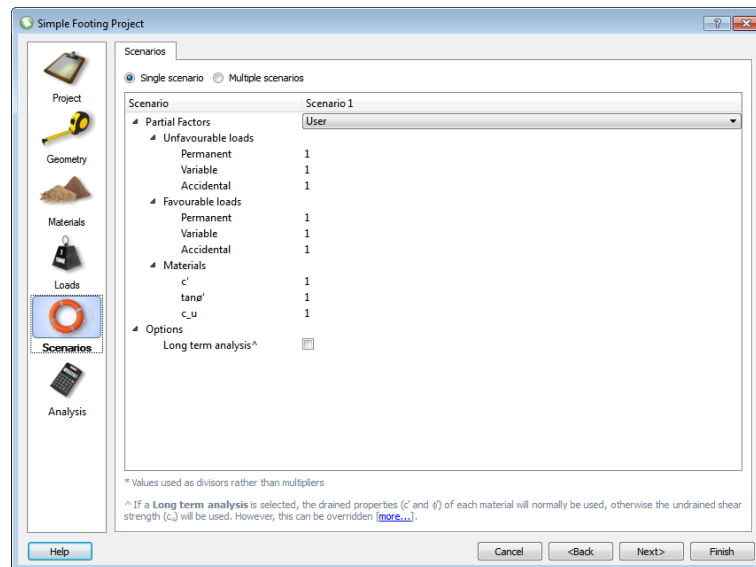 Simple Footing Project
Project
Geometry
Materials
Loads
Scenarios
Analysis
Scenarios
Single scenario Multiple scenarios
Scenario Scenario 1
Partial Factors User
Unfavourable loads
Permanent 1
Variable 1
Accidental 1
Favourable loads
Permanent 1
Variable 1
Accidental 1
Materials
c' 1
tanø' 1
c_u 1
Options
Long term analysis^
* Values used as divisors rather than multipliers
^ If a Long term analysis is selected, the drained properties (c' and ϕ') of each material will normally be used, otherwise the undrained shear
strength (cᵤ) will be used. However, this can be overridden [more...].
Help Cancel <Back Next> Finish